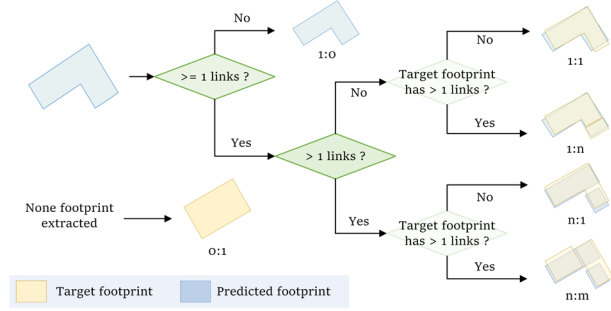 No
1:0
>= 1 links ?
Yes
> 1 links ?
No
Target footprint
has > 1 links ?
No
1:1
Yes
1:n
Yes
Target footprint
has > 1 links ?
No
n:1
Yes
n:m
None footprint
extracted
0:1
Target footprint
Predicted footprint